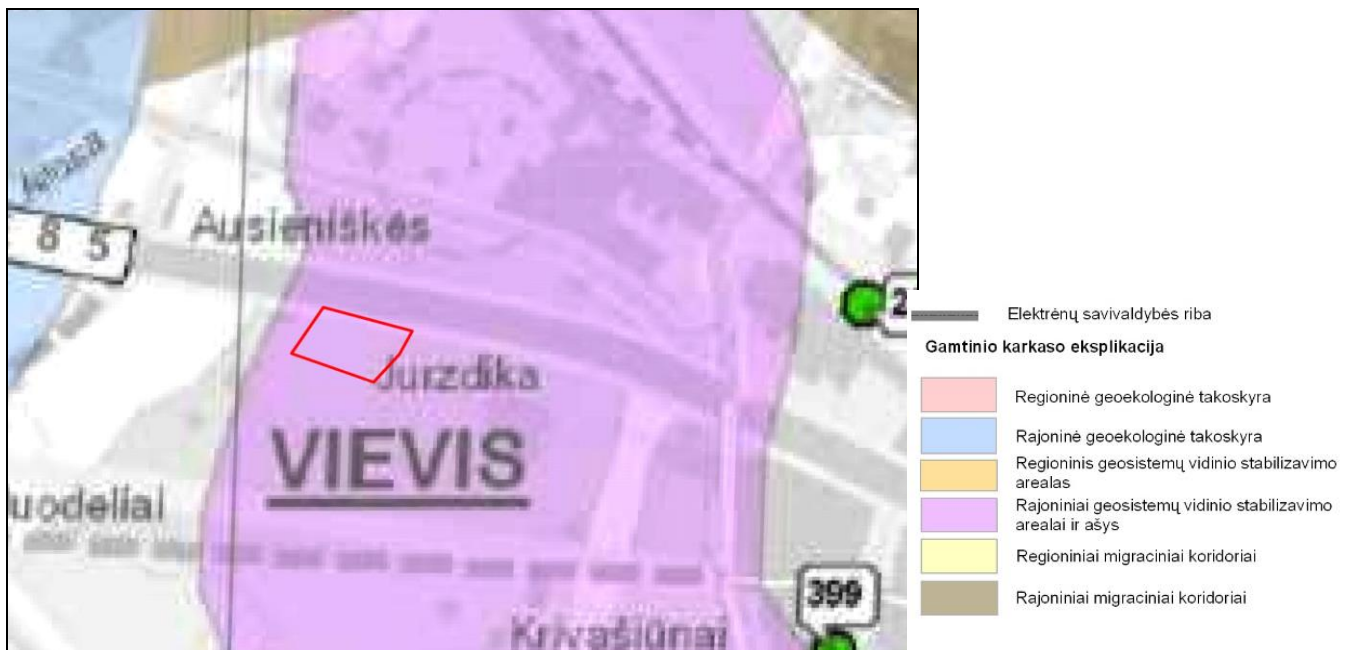 8 5
Ausieniškės
2
Jurzdika
VIEVIS
uodeliai
399
Krivašiūnai
Elektrėnų savivaldybės riba
Gamtinio karkaso eksplikacija
Regioninė geoekologinė takoskyra
Rajoninė geoekologinė takoskyra
Regioninis geosistemų vidinio stabilizavimo
arealas
Rajoniniai geosistemų vidinio stabilizavimo
arealai ir ašys
Regioniniai migraciniai koridoriai
Rajoniniai migraciniai koridoriai